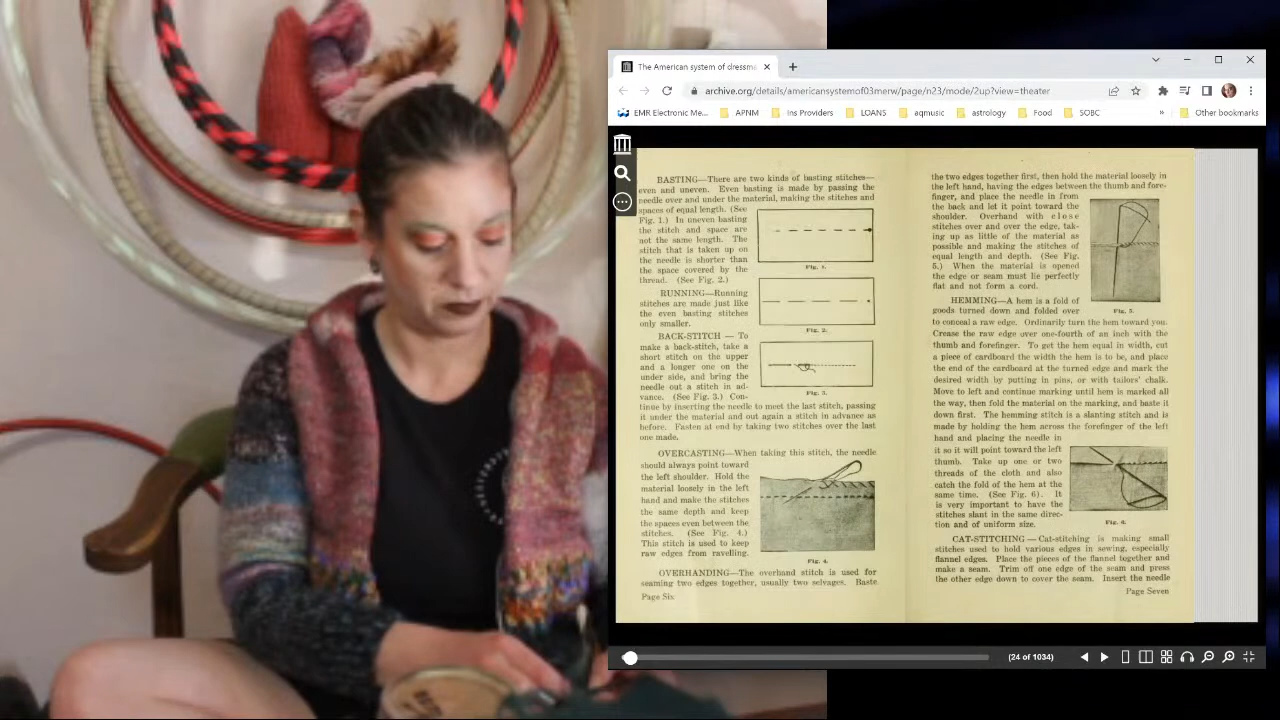 The American system of dressma
archive.org/details/americansystemof03merw/page/n23/mode/2up?view=theater
EMR Electronic Me...
APNM
Ins Providers
LOANS
aqmusic
astrology
Food
SOBC
»
Other bookmarks
BASTING—There are two kinds of basting stitches—
even and uneven. Even basting is made by passing the
needle over and under the material, making the stitches and
spaces of equal length. (See
Fig. 1.) In uneven basting
the stitch and space are
not the same length. The
stitch that is taken up on
the needle is shorter than
the space covered by the
thread. (See Fig. 2.)
Fig. 1.
RUNNING—Running
stitches are made just like
the even basting stitches
only smaller.
Fig. 2.
BACK-STITCH — To
make a back-stitch, take a
short stitch on the upper
and a longer one on the
under side, and bring the
needle out a stitch in ad-
vance. (See Fig. 3.) Con-
Fig. 3.
tinue by inserting the needle to meet the last stitch, passing
it under the material and out again a stitch in advance as
before. Fasten at end by taking two stitches over the last
one made.
OVERCASTING—When taking this stitch, the needle
should always point toward
the left shoulder. Hold the
material loosely in the left
hand and make the stitches
the same depth and keep
the spaces even between the
stitches. (See Fig. 4.)
This stitch is used to keep
raw edges from ravelling.
Fig. 4.
OVERHANDING—The overhand stitch is used for
seaming two edges together, usually two selvages. Baste
Page Six
the two edges together first, then hold the material loosely in
the left hand, having the edges between the thumb and fore-
finger, and place the needle in from
the back and let it point toward the
shoulder. Overhand with close
stitches over and over the edge, tak-
ing up as little of the material as
possible and making the stitches of
equal length and depth. (See Fig.
5.) When the material is opened
the edge or seam must lie perfectly
flat and not form a cord.
Fig. 5.
HEMMING—A hem is a fold of
goods turned down and folded over
to conceal a raw edge. Ordinarily turn the hem toward you.
Crease the raw edge over one-fourth of an inch with the
thumb and forefinger. To get the hem equal in width, cut
a piece of cardboard the width the hem is to be, and place
the end of the cardboard at the turned edge and mark the
desired width by putting in pins, or with tailors' chalk.
Move to left and continue marking until hem is marked all
the way, then fold the material on the marking, and baste it
down first. The hemming stitch is a slanting stitch and is
made by holding the hem across the forefinger of the left
hand and placing the needle in
it so it will point toward the left
thumb. Take up one or two
threads of the cloth and also
catch the fold of the hem at the
same time. (See Fig. 6). It
is very important to have the
stitches slant in the same direc-
tion and of uniform size.
Fig. 6.
CAT-STITCHING — Cat-stitching is making small
stitches used to hold various edges in sewing, especially
flannel edges. Place the pieces of the flannel together and
make a seam. Trim off one edge of the seam and press
the other edge down to cover the seam. Insert the needle
Page Seven
(24 of 1034)